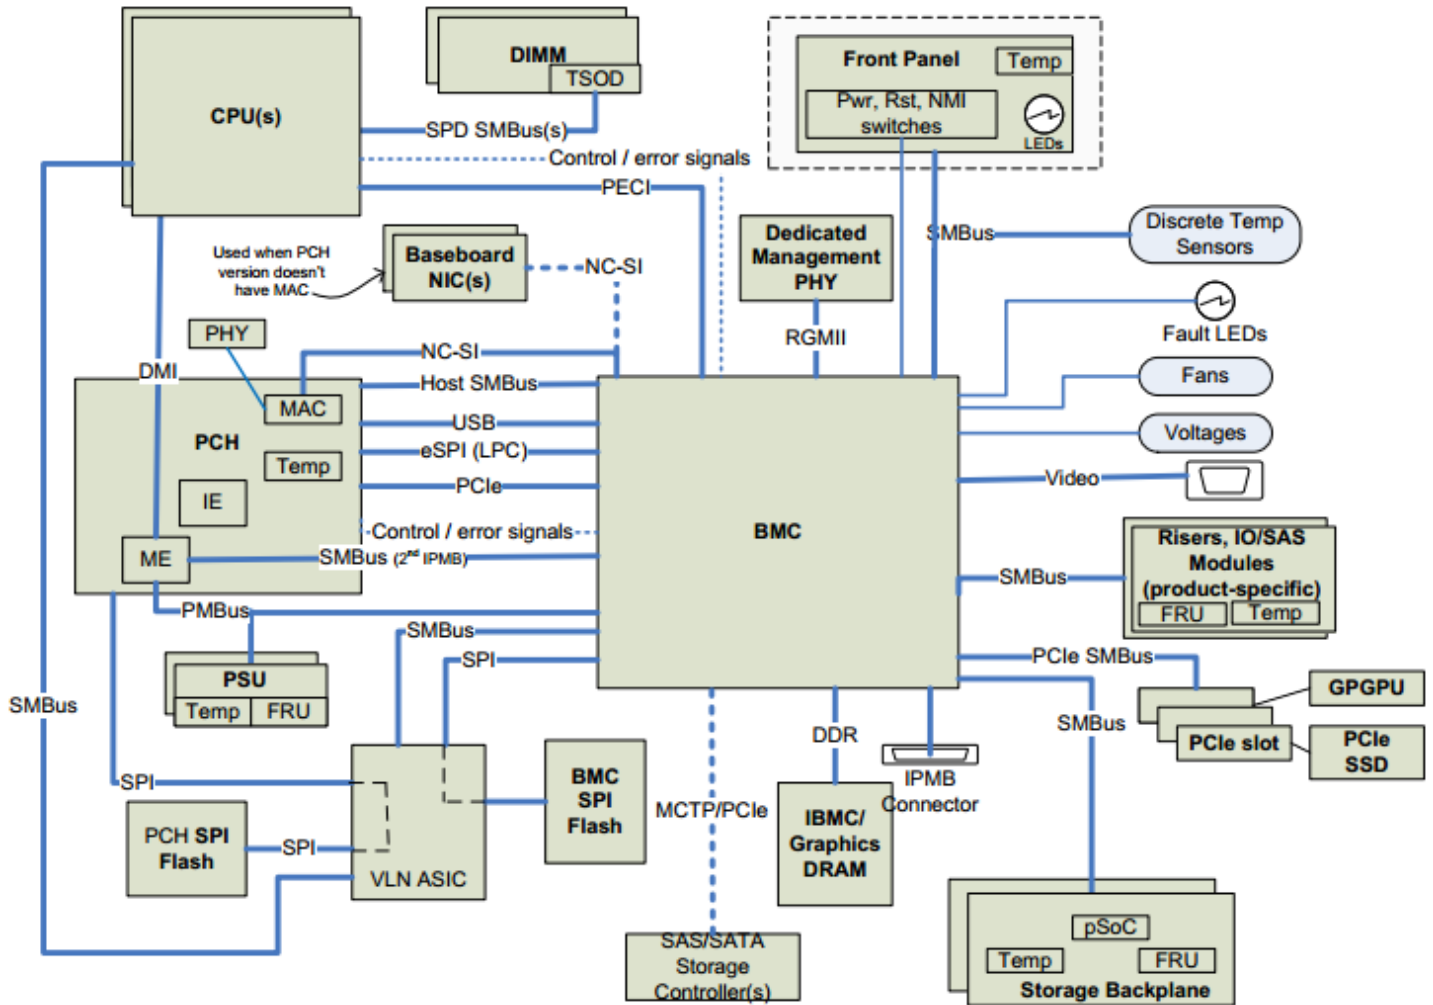 CPU(s)
DIMM
TSOD
SPD SMBus(s)
Control / error signals
PECI
Front Panel
Temp
Pwr, Rst, NMI
switches
LEDs
Used when PCH
version doesn't
have MAC
Baseboard
NIC(s)
NC-SI
Dedicated
Management
PHY
SMBus
Discrete Temp
Sensors
RGMII
Fault LEDs
PHY
NC-SI
DMI
Host SMBus
Fans
MAC
USB
PCH
eSPI (LPC)
Voltages
Temp
PCIe
Video
IE
Control / error signals
BMC
ME
SMBus (2nd IPMB)
SMBus
Risers, IO/SAS
Modules
(product-specific)
FRU
Temp
PMBus
SMBus
SPI
PCIe SMBus
PSU
Temp
FRU
SMBus
GPGPU
SMBus
PCIe slot
PCIe
SSD
DDR
SPI
BMC
SPI
Flash
IPMB
Connector
MCTP/PCIe
IBMC/
Graphics
DRAM
PCH SPI
Flash
SPI
VLN ASIC
SAS/SATA
Storage
Controller(s)
pSoC
Temp
FRU
Storage Backplane